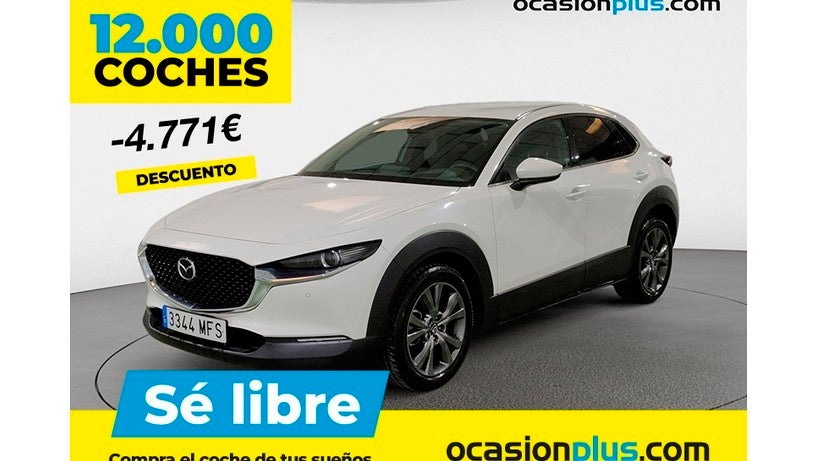 12.000
COCHES
ocasionplus.com
-4.771€
DESCUENTO
3344 MFS
Sé libre
Compra el coche de tus sueños
ocasionplus.com